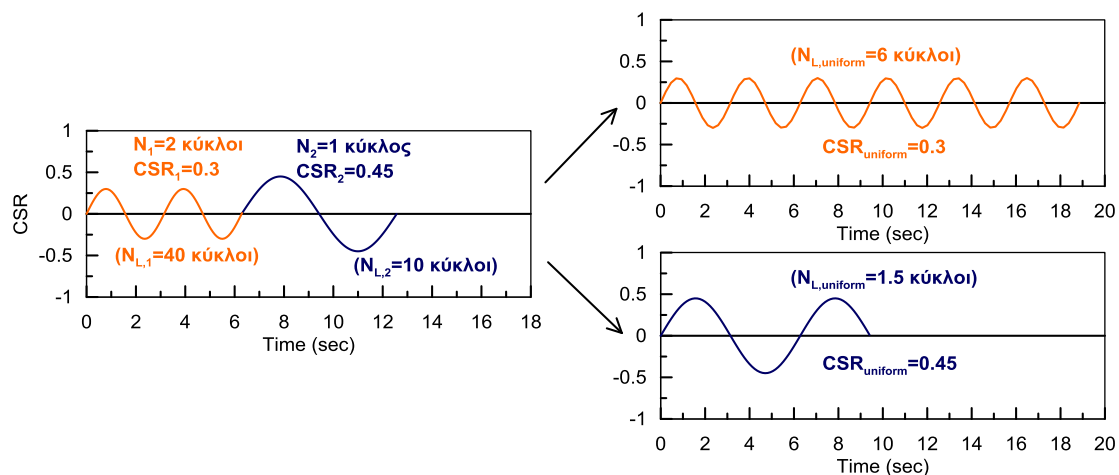 N1=2 κύκλοι
CSR1=0.3
N2=1 κύκλος
CSR2=0.45
(NL,1=40 κύκλοι)
(NL,2=10 κύκλοι)
CSR
1
0.5
0
-0.5
-1
0 2 4 6 8 10 12 14 16 18
Time (sec)
(NL,uniform=6 κύκλοι)
CSRuniform=0.3
1
0.5
0
-0.5
-1
0 2 4 6 8 10 12 14 16 18 20
Time (sec)
(NL,uniform=1.5 κύκλοι)
CSRuniform=0.45
1
0.5
0
-0.5
-1
0 2 4 6 8 10 12 14 16 18 20
Time (sec)